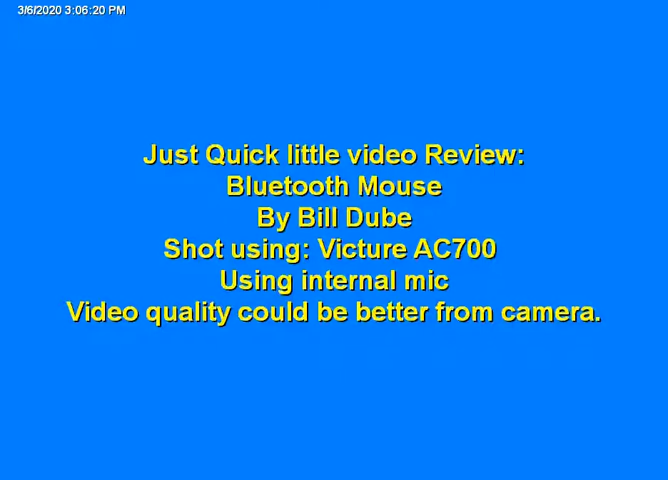 3/6/2020 3:06:20 PM
Just Quick little video Review:
Bluetooth Mouse
By Bill Dube
Shot using: Victure AC700
Using internal mic
Video quality could be better from camera.